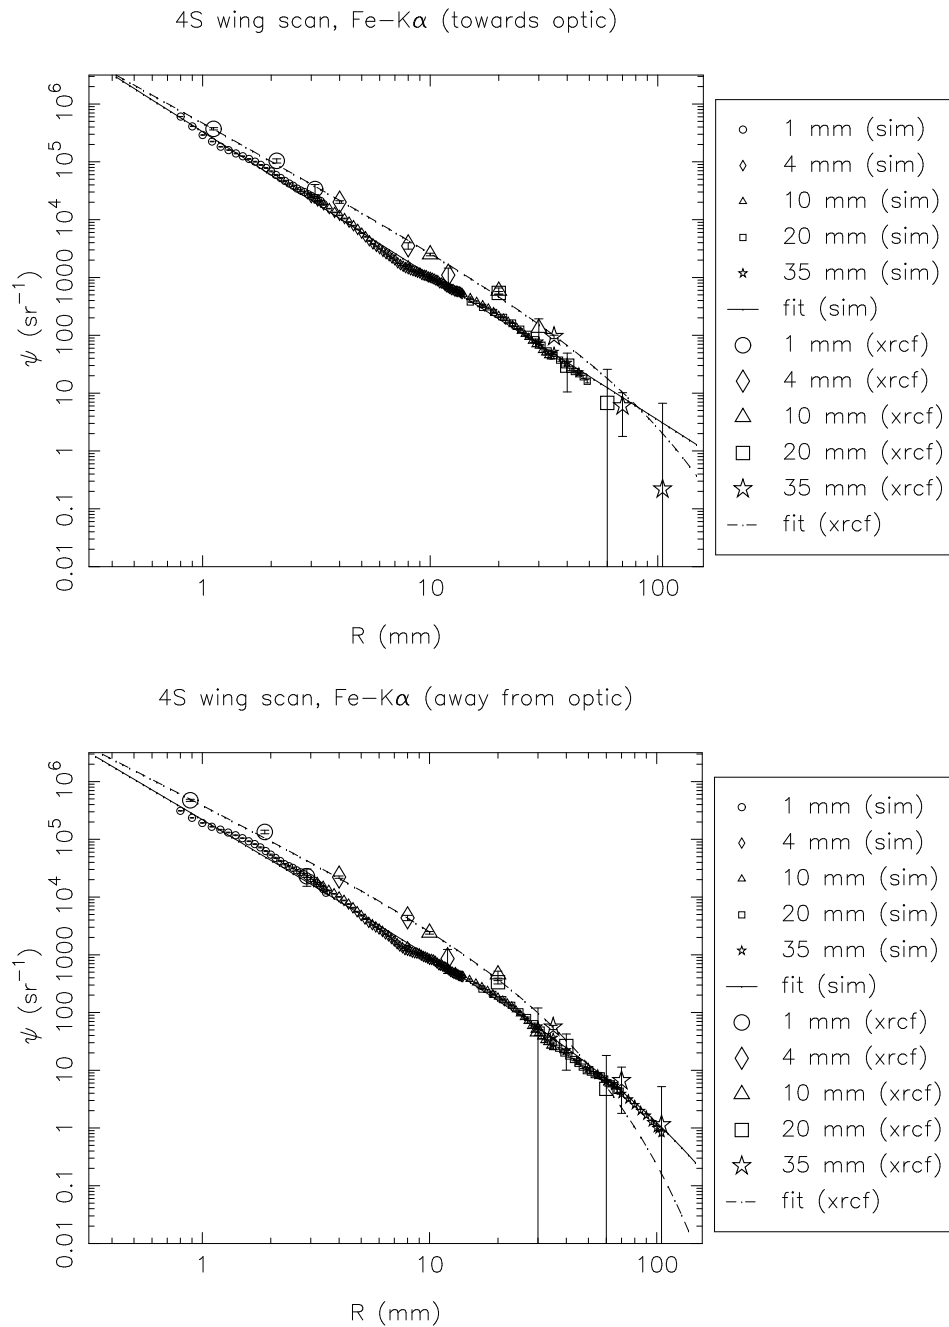 4S wing scan, Fe−Kα (towards optic)
10⁶
10⁵
10⁴
1000
100
10
1
0.1
0.01
ψ (sr⁻¹)
1 10 100
R (mm)
1 mm (sim)
4 mm (sim)
10 mm (sim)
20 mm (sim)
35 mm (sim)
fit (sim)
1 mm (xrcf)
4 mm (xrcf)
10 mm (xrcf)
20 mm (xrcf)
35 mm (xrcf)
fit (xrcf)
4S wing scan, Fe−Kα (away from optic)
10⁶
10⁵
10⁴
1000
100
10
1
0.1
0.01
ψ (sr⁻¹)
1 10 100
R (mm)
1 mm (sim)
4 mm (sim)
10 mm (sim)
20 mm (sim)
35 mm (sim)
fit (sim)
1 mm (xrcf)
4 mm (xrcf)
10 mm (xrcf)
20 mm (xrcf)
35 mm (xrcf)
fit (xrcf)